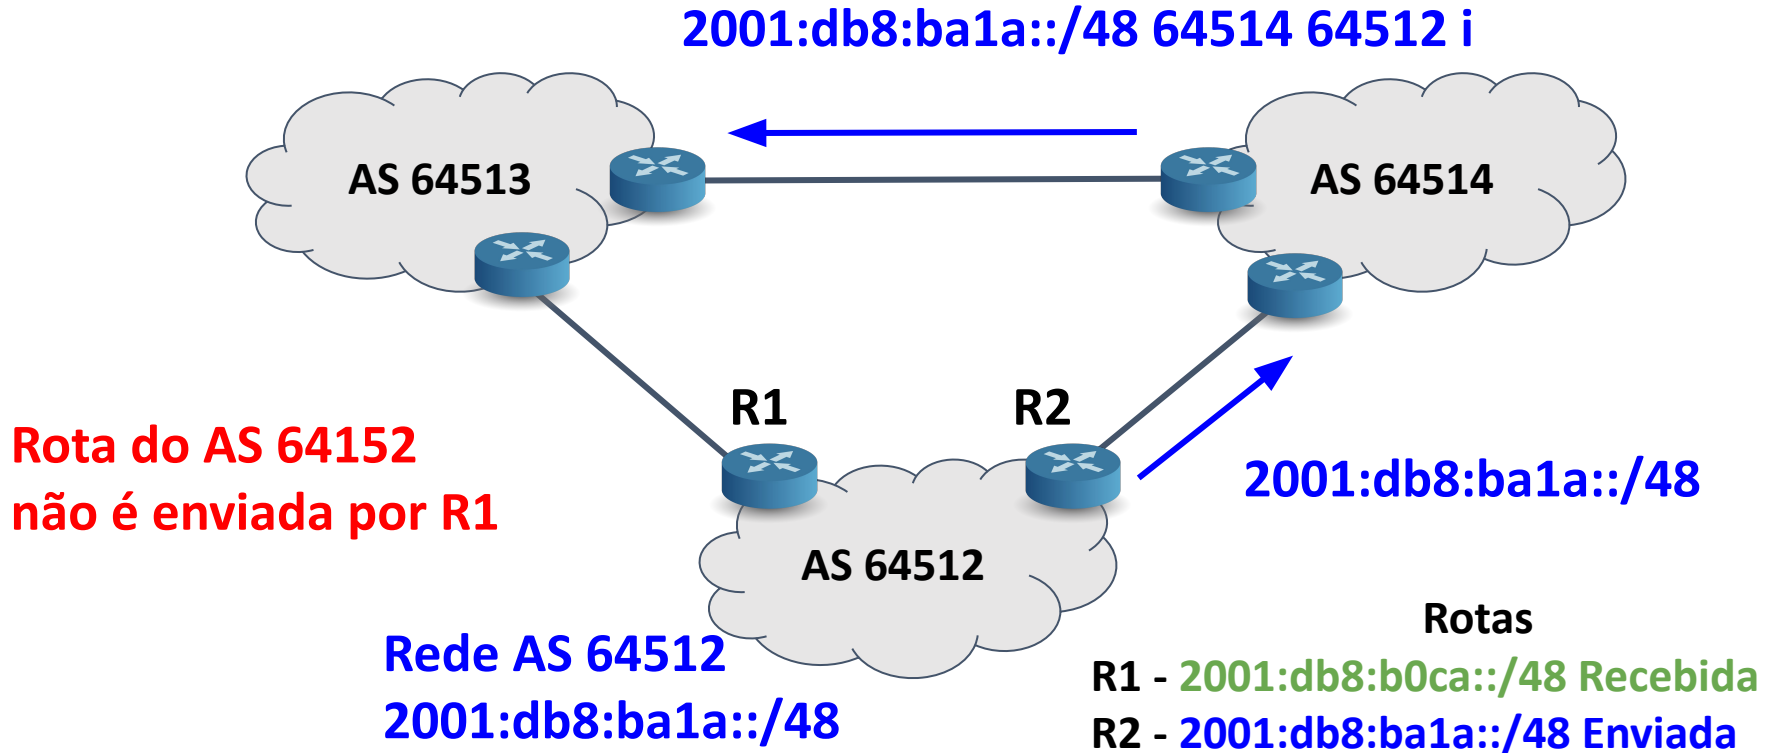 2001:db8:ba1a::/48 64514 64512 i
AS 64513
AS 64514
R1
R2
Rota do AS 64152
não é enviada por R1
2001:db8:ba1a::/48
AS 64512
Rede AS 64512
2001:db8:ba1a::/48
Rotas
R1 - 2001:db8:b0ca::/48 Recebida
R2 - 2001:db8:ba1a::/48 Enviada